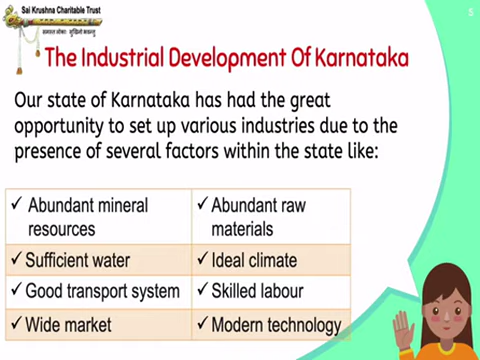 Sai Krushna Charitable Trust
समस्त लोकाः सुखिनो भवन्तु
5
The Industrial Development Of Karnataka
Our state of Karnataka has had the great
opportunity to set up various industries due to the
presence of several factors within the state like:
✓ Abundant mineral
resources
✓ Abundant raw
materials
✓ Sufficient water
✓ Ideal climate
✓ Good transport system
✓ Skilled labour
✓ Wide market
✓ Modern technology